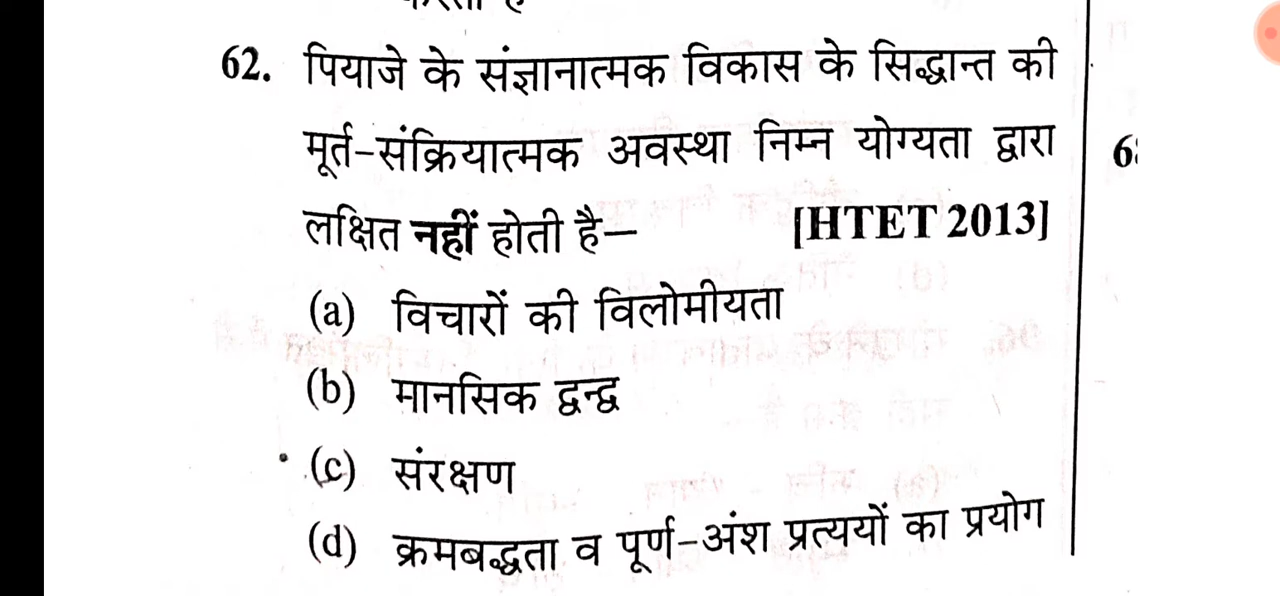 62. पियाजे के संज्ञानात्मक विकास के सिद्धान्त की
मूर्त-संक्रियात्मक अवस्था निम्न योग्यता द्वारा
लक्षित नहीं होती है— [HTET 2013]
(a) विचारों की विलोमीयता
(b) मानसिक द्वन्द्व
(c) संरक्षण
(d) क्रमबद्धता व पूर्ण-अंश प्रत्ययों का प्रयोग